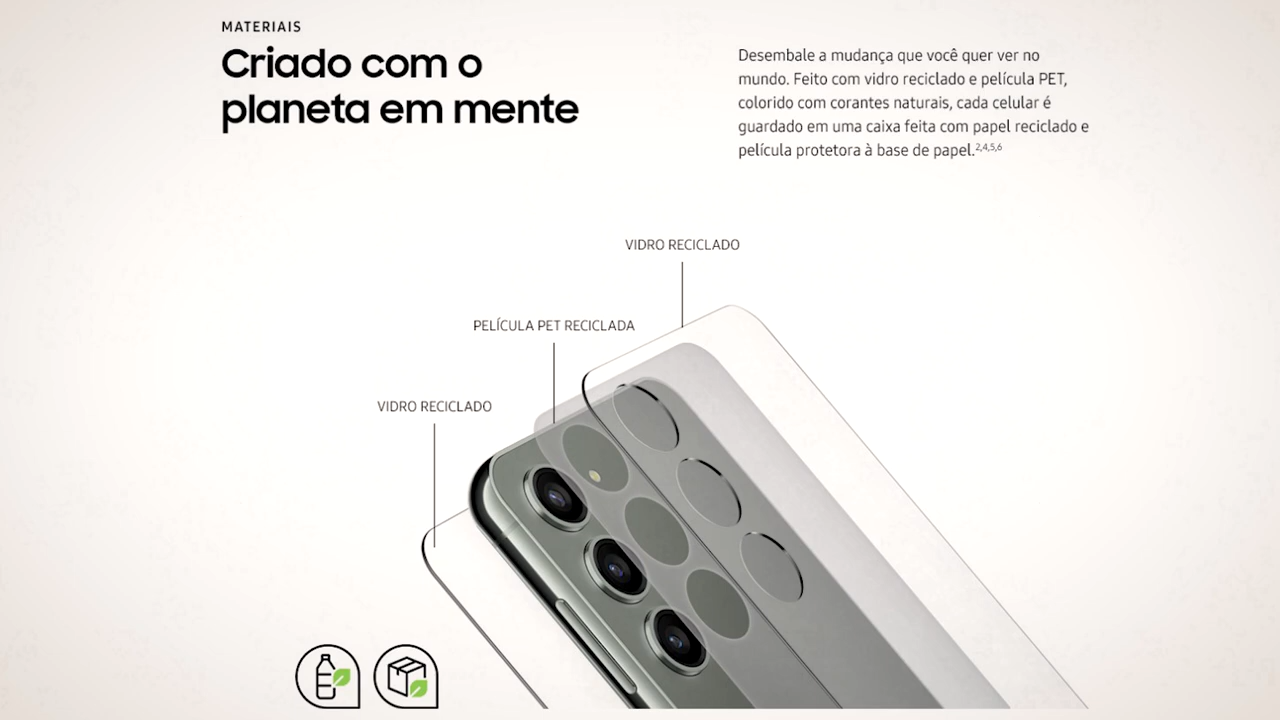 MATERIAIS
Criado com o
planeta em mente
Desembale a mudança que você quer ver no
mundo. Feito com vidro reciclado e película PET,
colorido com corantes naturais, cada celular é
guardado em uma caixa feita com papel reciclado e
película protetora à base de papel.2,4,5,6
VIDRO RECICLADO
PELÍCULA PET RECICLADA
VIDRO RECICLADO